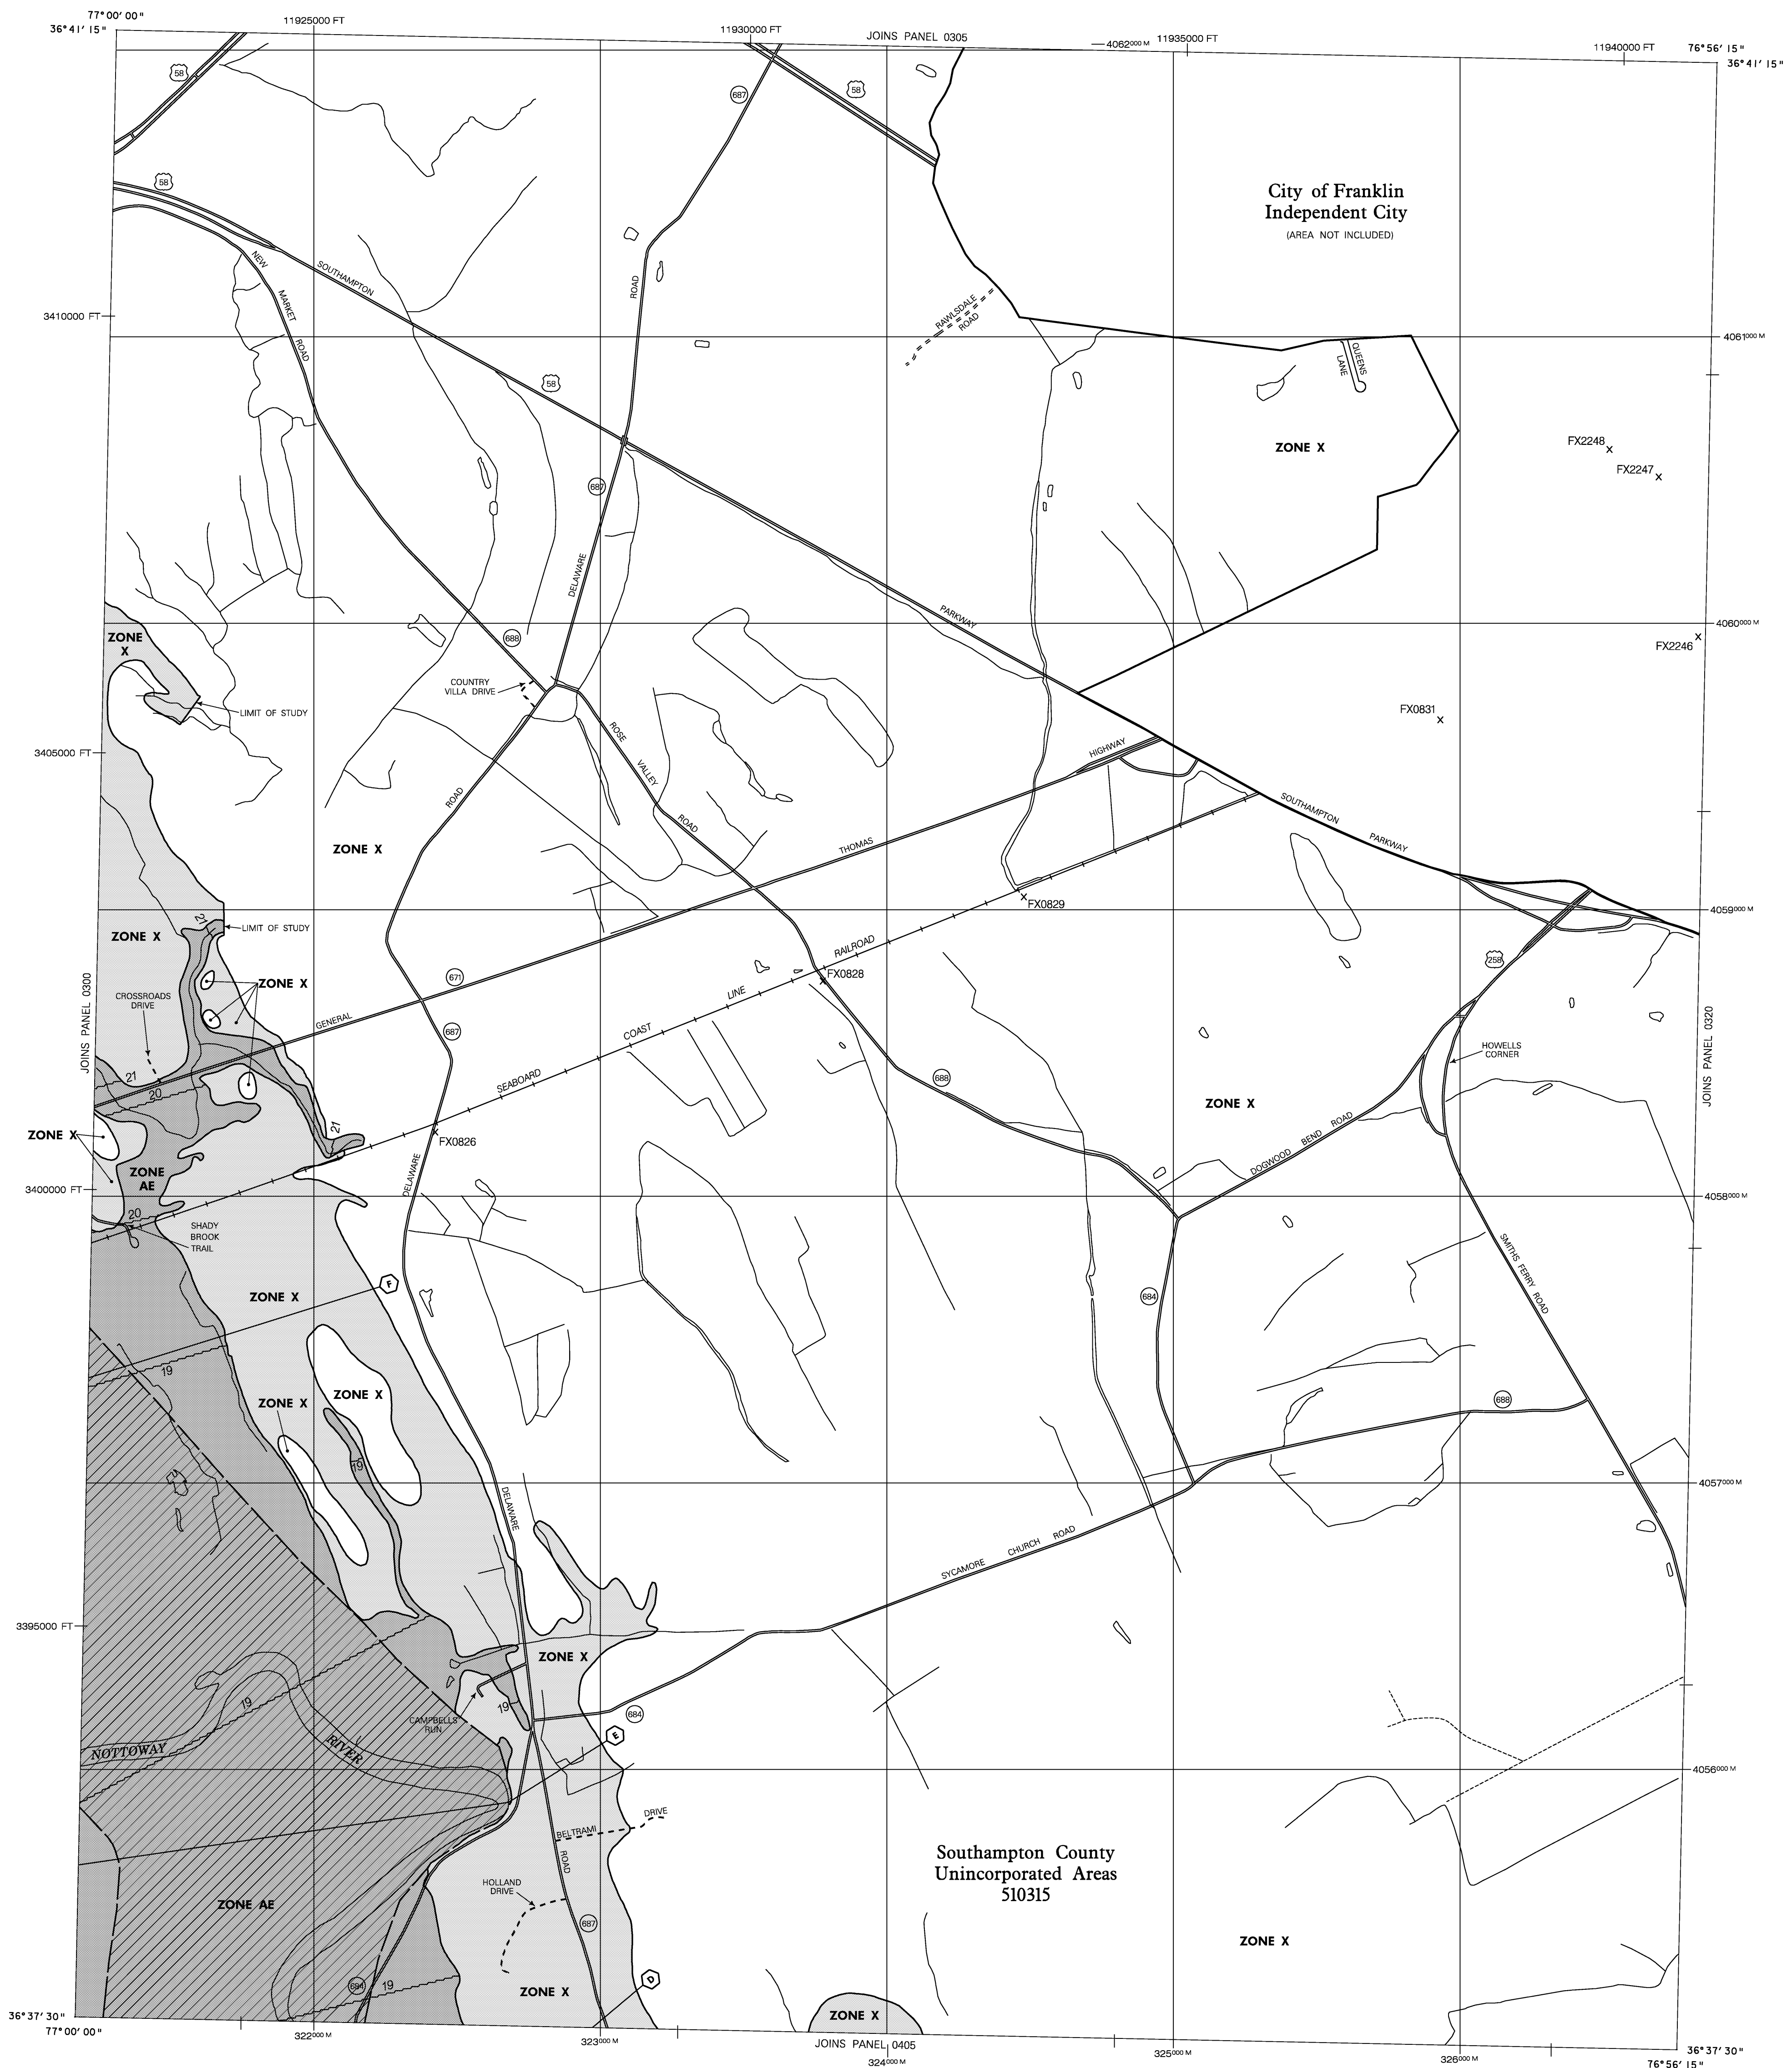 77°00'00"
36°41'15"
11925000 FT
11930000 FT
JOINS PANEL 0305
4062000 M
11935000 FT
11940000 FT
76°56'15"
36°41'15"
58
687
58
58
City of Franklin
Independent City
(AREA NOT INCLUDED)
NEW
MARKET
ROAD
SOUTHAMPTON
ROAD
RAWLSDALE
ROAD
3410000 FT
4061000 M
QUEENS
LANE
58
ZONE X
FX2248
FX2247
687
DELAWARE
PARKWAY
4060000 M
ZONE
X
688
FX2246
COUNTRY
VILLA DRIVE
LIMIT OF STUDY
FX0831
ROSE
VALLEY
ROAD
3405000 FT
HIGHWAY
ROAD
SOUTHAMPTON
PARKWAY
ZONE X
THOMAS
FX0829
4059000 M
21
LIMIT OF STUDY
ZONE X
RAILROAD
FX0828
258
671
ZONE X
CROSSROADS
DRIVE
LINE
JOINS PANEL 0300
GENERAL
COAST
687
JOINS PANEL 0320
HOWELLS
CORNER
21
20
SEABOARD
688
ZONE X
21
ZONE X
FX0826
DOGWOOD BEND ROAD
ZONE
AE
DELAWARE
3400000 FT
4058000 M
20
SHADY
BROOK
TRAIL
SMITHS FERRY ROAD
F
ZONE X
684
19
ZONE X
ZONE X
688
19
4057000 M
DELAWARE
SYCAMORE CHURCH ROAD
3395000 FT
ZONE X
19
19
CAMPBELLS
RUN
684
E
NOTTOWAY
RIVER
4056000 M
BELTRAMI
DRIVE
ROAD
Southampton County
Unincorporated Areas
510315
HOLLAND
DRIVE
ZONE AE
687
ZONE X
684
19
D
ZONE X
ZONE X
36°37'30"
77°00'00"
322000 M
323000 M
JOINS PANEL 0405
324000 M
325000 M
326000 M
36°37'30"
76°56'15"